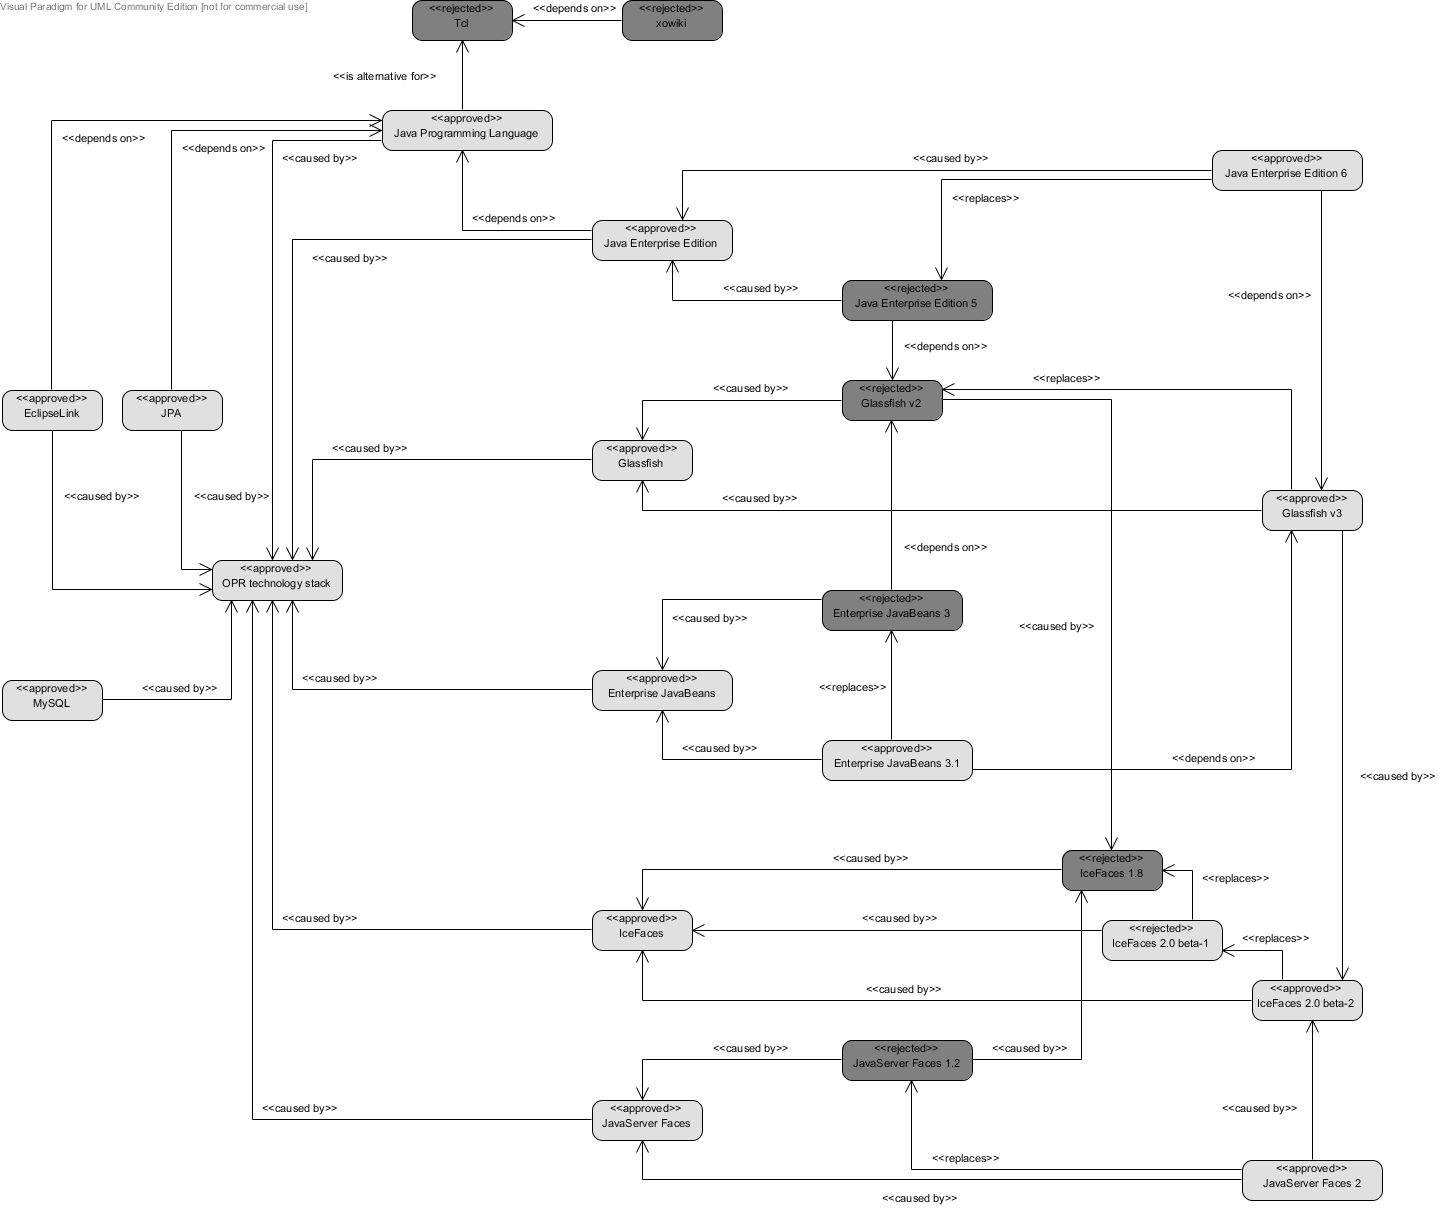 Visual Paradigm for UML Community Edition [not for commercial use]
<<rejected>>
Tcl
<<depends on>>
<<rejected>>
xowiki
<<is alternative for>>
<<approved>>
Java Programming Language
<<depends on>>
<<depends on>>
<<caused by>>
<<caused by>>
<<approved>>
Java Enterprise Edition 6
<<replaces>>
<<depends on>>
<<approved>>
Java Enterprise Edition
<<caused by>>
<<caused by>>
<<rejected>>
Java Enterprise Edition 5
<<depends on>>
<<depends on>>
<<approved>>
EclipseLink
<<approved>>
JPA
<<caused by>>
<<rejected>>
Glassfish v2
<<replaces>>
<<caused by>>
<<approved>>
Glassfish
<<caused by>>
<<caused by>>
<<caused by>>
<<approved>>
Glassfish v3
<<depends on>>
<<approved>>
OPR technology stack
<<rejected>>
Enterprise JavaBeans 3
<<caused by>>
<<caused by>>
<<approved>>
MySQL
<<caused by>>
<<caused by>>
<<approved>>
Enterprise JavaBeans
<<replaces>>
<<caused by>>
<<approved>>
Enterprise JavaBeans 3.1
<<depends on>>
<<caused by>>
<<caused by>>
<<rejected>>
IceFaces 1.8
<<replaces>>
<<caused by>>
<<approved>>
IceFaces
<<caused by>>
<<rejected>>
IceFaces 2.0 beta-1
<<replaces>>
<<caused by>>
<<approved>>
IceFaces 2.0 beta-2
<<caused by>>
<<rejected>>
JavaServer Faces 1.2
<<caused by>>
<<caused by>>
<<approved>>
JavaServer Faces
<<caused by>>
<<replaces>>
<<approved>>
JavaServer Faces 2
<<caused by>>